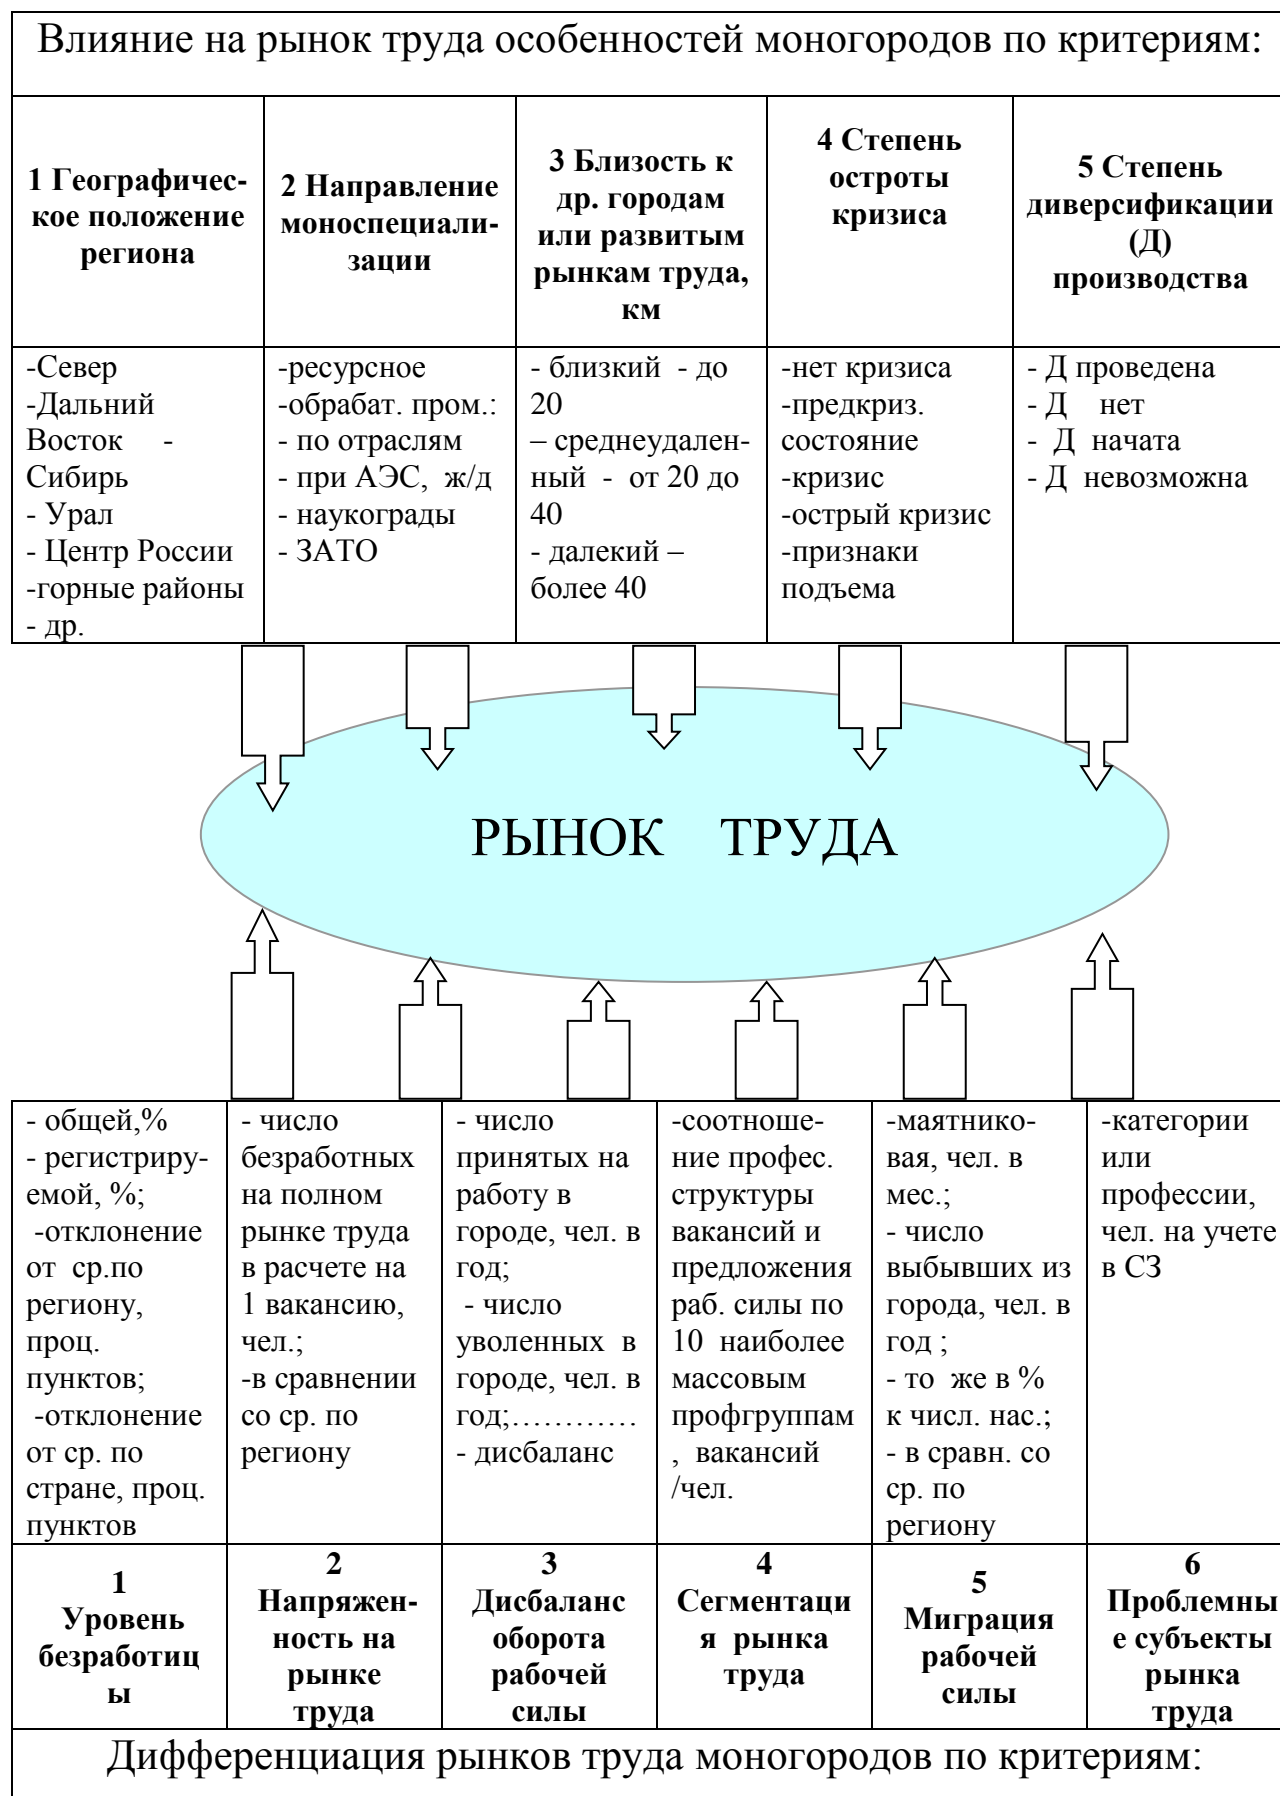 Влияние на рынок труда особенностей моногородов по критериям:
1 Географичес-
кое положение
региона
2 Направление
моноспециали-
зации
3 Близость к
др. городам
или развитым
рынкам труда,
км
4 Степень
остроты
кризиса
5 Степень
диверсификации
(Д)
производства
-Север
-Дальний
Восток -
Сибирь
- Урал
- Центр России
-горные районы
- др.
-ресурсное
-обрабат. пром.:
- по отраслям
- при АЭС, ж/д
- наукограды
- ЗАТО
- близкий - до
20
– среднеудален-
ный - от 20 до
40
- далекий –
более 40
-нет кризиса
-предкриз.
состояние
-кризис
-острый кризис
-признаки
подъема
- Д проведена
- Д нет
- Д начата
- Д невозможна
РЫНОК ТРУДА
- общей,%
- регистриру-
емой, %;
-отклонение
от ср.по
региону,
проц.
пунктов;
-отклонение
от ср. по
стране, проц.
пунктов
- число
безработных
на полном
рынке труда
в расчете на
1 вакансию,
чел.;
-в сравнении
со ср. по
региону
- число
принятых на
работу в
городе, чел. в
год;
- число
уволенных в
городе, чел. в
год;…………
- дисбаланс
-соотноше-
ние профес.
структуры
вакансий и
предложения
раб. силы по
10 наиболее
массовым
профгруппам
, вакансий
/чел.
-маятнико-
вая, чел. в
мес.;
- число
выбывших из
города, чел. в
год ;
- то же в %
к числ. нас.;
- в сравн. со
ср. по
региону
-категории
или
профессии,
чел. на учете
в СЗ
1
Уровень
безработиц
ы
2
Напряжен-
ность на
рынке
труда
3
Дисбаланс
оборота
рабочей
силы
4
Сегментаци
я рынка
труда
5
Миграция
рабочей
силы
6
Проблемны
е субъекты
рынка
труда
Дифференциация рынков труда моногородов по критериям: